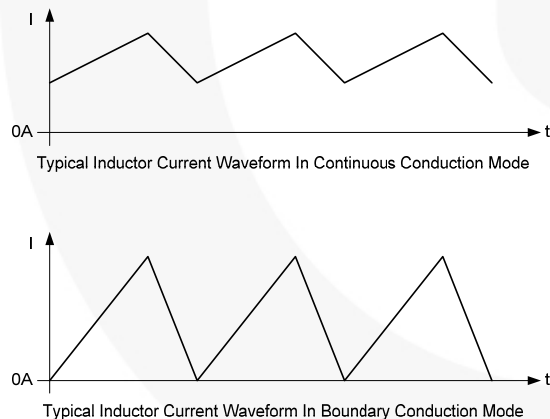 I
0A
t
Typical Inductor Current Waveform In Continuous Conduction Mode
I
0A
t
Typical Inductor Current Waveform In Boundary Conduction Mode